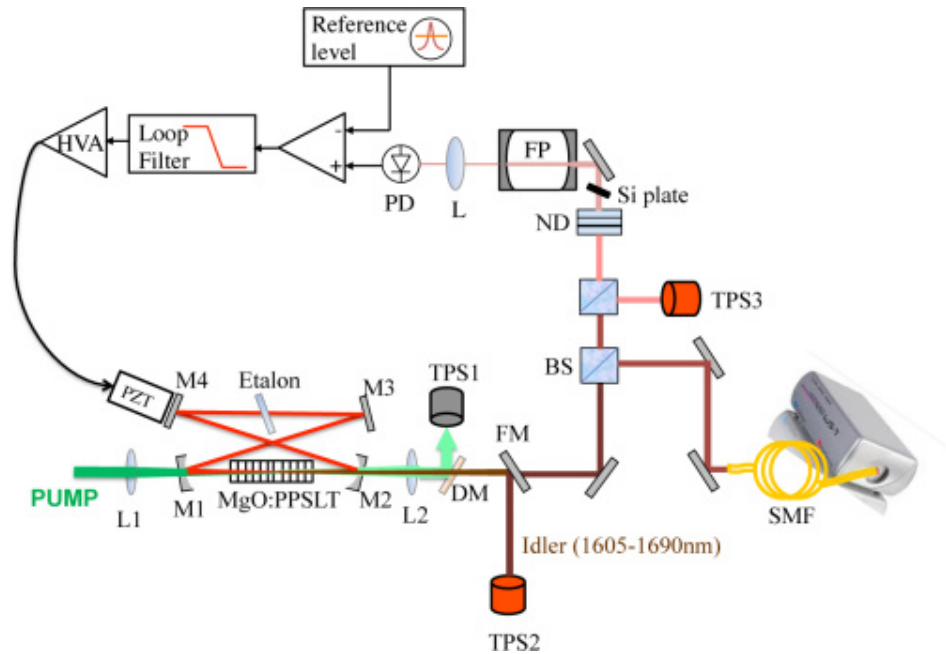 Reference
level
HVA
Loop
Filter
-
+
PD
L
FP
Si plate
ND
TPS3
BS
TPS1
M4
Etalon
M3
PZT
FM
PUMP
L1
M1
MgO:PPSLT
M2
L2
DM
SMF
Idler (1605-1690nm)
TPS2